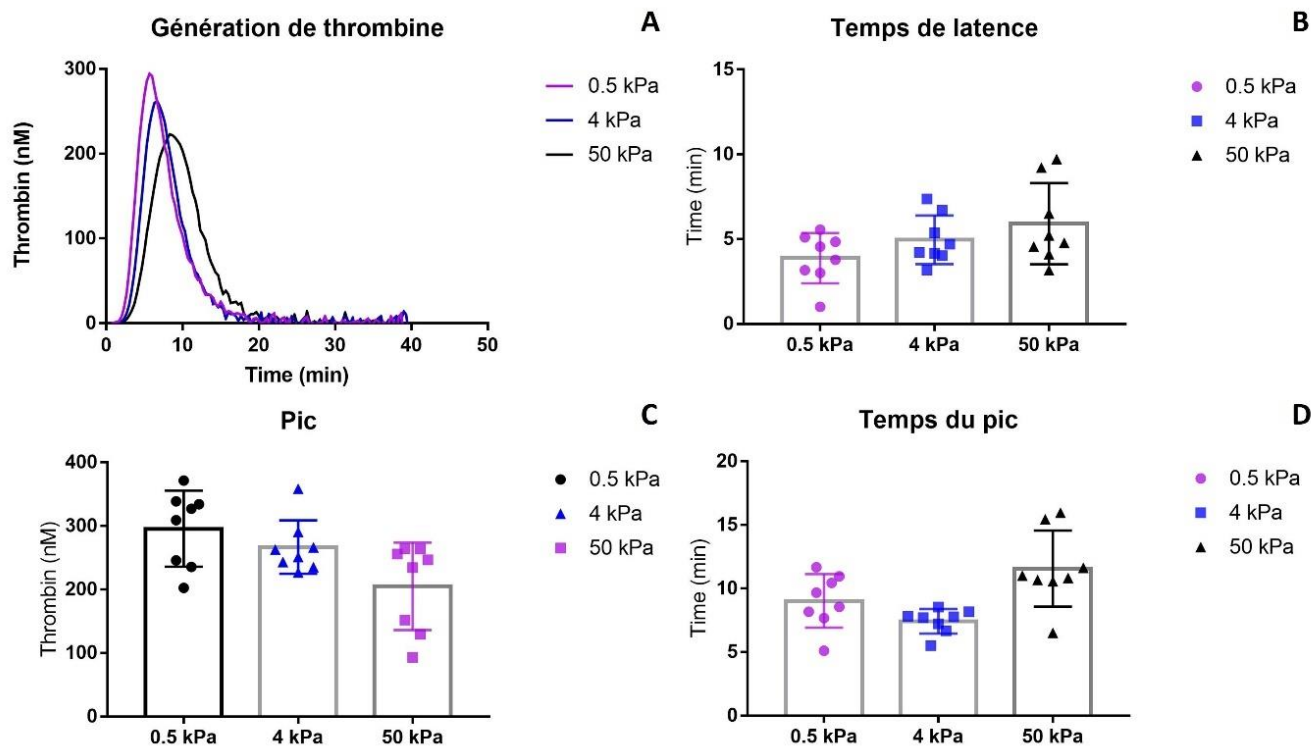 Génération de thrombine
A
300
200
100
0
Thrombin (nM)
0 10 20 30 40 50
Time (min)
0.5 kPa
4 kPa
50 kPa
Temps de latence
B
15
10
5
0
Time (min)
0.5 kPa 4 kPa 50 kPa
0.5 kPa
4 kPa
50 kPa
Pic
C
400
300
200
100
0
Thrombin (nM)
0.5 kPa 4 kPa 50 kPa
0.5 kPa
4 kPa
50 kPa
Temps du pic
D
20
15
10
5
0
Time (min)
0.5 kPa 4 kPa 50 kPa
0.5 kPa
4 kPa
50 kPa